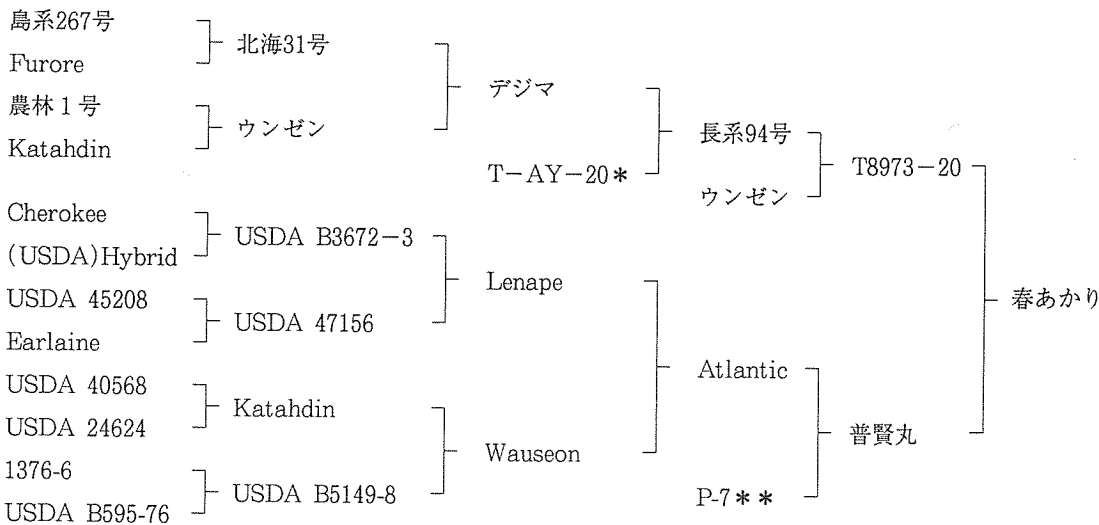 島系267号
Furore
農林1号
Katahdin
北海31号
ウンゼン
デジマ
T-AY-20*
長系94号
ウンゼン
T8973-20
春あかり
Cherokee
(USDA)Hybrid
USDA 45208
Earlaine
USDA 40568
USDA 24624
1376-6
USDA B595-76
USDA B3672-3
USDA 47156
Katahdin
USDA B5149-8
Lenape
Wauseon
Atlantic
P-7**
普賢丸